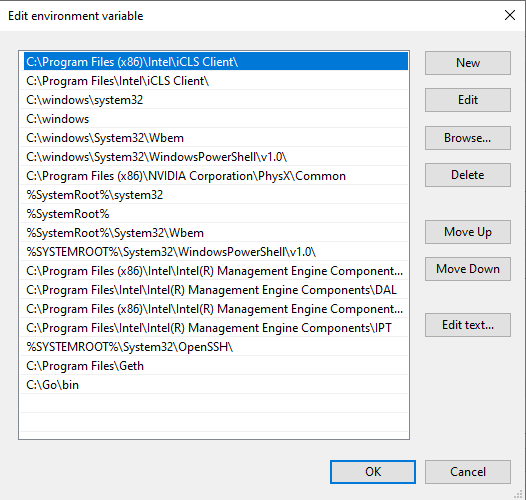 Edit environment variable
C:\Program Files (x86)\Intel\iCLS Client\
C:\Program Files\Intel\iCLS Client\
C:\windows\system32
C:\windows
C:\windows\System32\Wbem
C:\windows\System32\WindowsPowerShell\v1.0\
C:\Program Files (x86)\NVIDIA Corporation\PhysX\Common
%SystemRoot%\system32
%SystemRoot%
%SystemRoot%\System32\Wbem
%SYSTEMROOT%\System32\WindowsPowerShell\v1.0\
C:\Program Files (x86)\Intel\Intel(R) Management Engine Component...
C:\Program Files\Intel\Intel(R) Management Engine Components\DAL
C:\Program Files (x86)\Intel\Intel(R) Management Engine Component...
C:\Program Files\Intel\Intel(R) Management Engine Components\IPT
%SYSTEMROOT%\System32\OpenSSH\
C:\Program Files\Geth
C:\Go\bin
New
Edit
Browse...
Delete
Move Up
Move Down
Edit text...
OK
Cancel